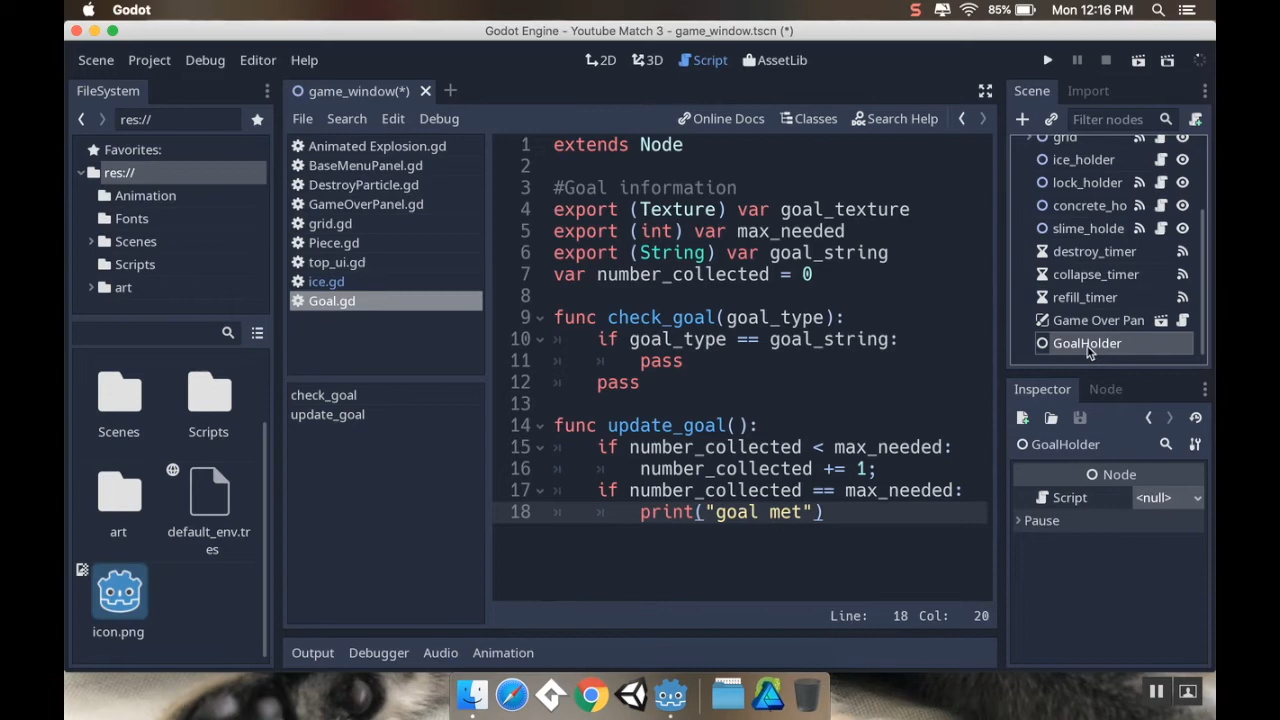 Godot
85%
Mon 12:16 PM
Godot Engine - Youtube Match 3 - game_window.tscn (*)
Scene Project Debug Editor Help
2D 3D Script AssetLib
FileSystem
res://
Favorites:
res://
Animation
Fonts
Scenes
Scripts
art
Scenes
Scripts
art
default_env.tr
es
icon.png
game_window(*)
File Search Edit Debug
Online Docs Classes Search Help
Animated Explosion.gd
BaseMenuPanel.gd
DestroyParticle.gd
GameOverPanel.gd
grid.gd
Piece.gd
top_ui.gd
ice.gd
Goal.gd
check_goal
update_goal
1 extends Node
2
3 #Goal information
4 export (Texture) var goal_texture
5 export (int) var max_needed
6 export (String) var goal_string
7 var number_collected = 0
8
9 func check_goal(goal_type):
10 if goal_type == goal_string:
11 pass
12 pass
13
14 func update_goal():
15 if number_collected < max_needed:
16 number_collected += 1;
17 if number_collected == max_needed:
18 print("goal met")
Line: 18 Col: 20
Output Debugger Audio Animation
Scene Import
Filter nodes
grid
ice_holder
lock_holder
concrete_ho
slime_holde
destroy_timer
collapse_timer
refill_timer
Game Over Pan
GoalHolder
Inspector Node
GoalHolder
Node
Script <null>
Pause